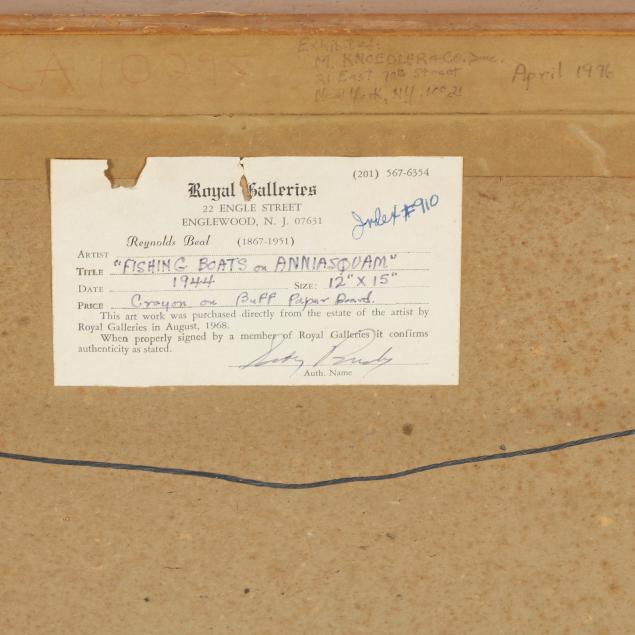 Exhibited:
M. KNOEDLER & CO. Inc.
21 East 70th Street
New York, NY. 10021
April 1976
(201) 567-6354
Royal Galleries
22 ENGLE STREET
ENGLEWOOD, N. J. 07631
Index #910
Reynolds Beal (1867-1951)
ARTIST
TITLE "FISHING BOATS on ANNIASQUAM"
DATE 1944 SIZE: 12" X 15"
PRICE Crayon on Buff Paper Board.
This art work was purchased directly from the estate of the artist by
Royal Galleries in August, 1968.
When properly signed by a member of Royal Galleries it confirms
authenticity as stated.
Auth. Name